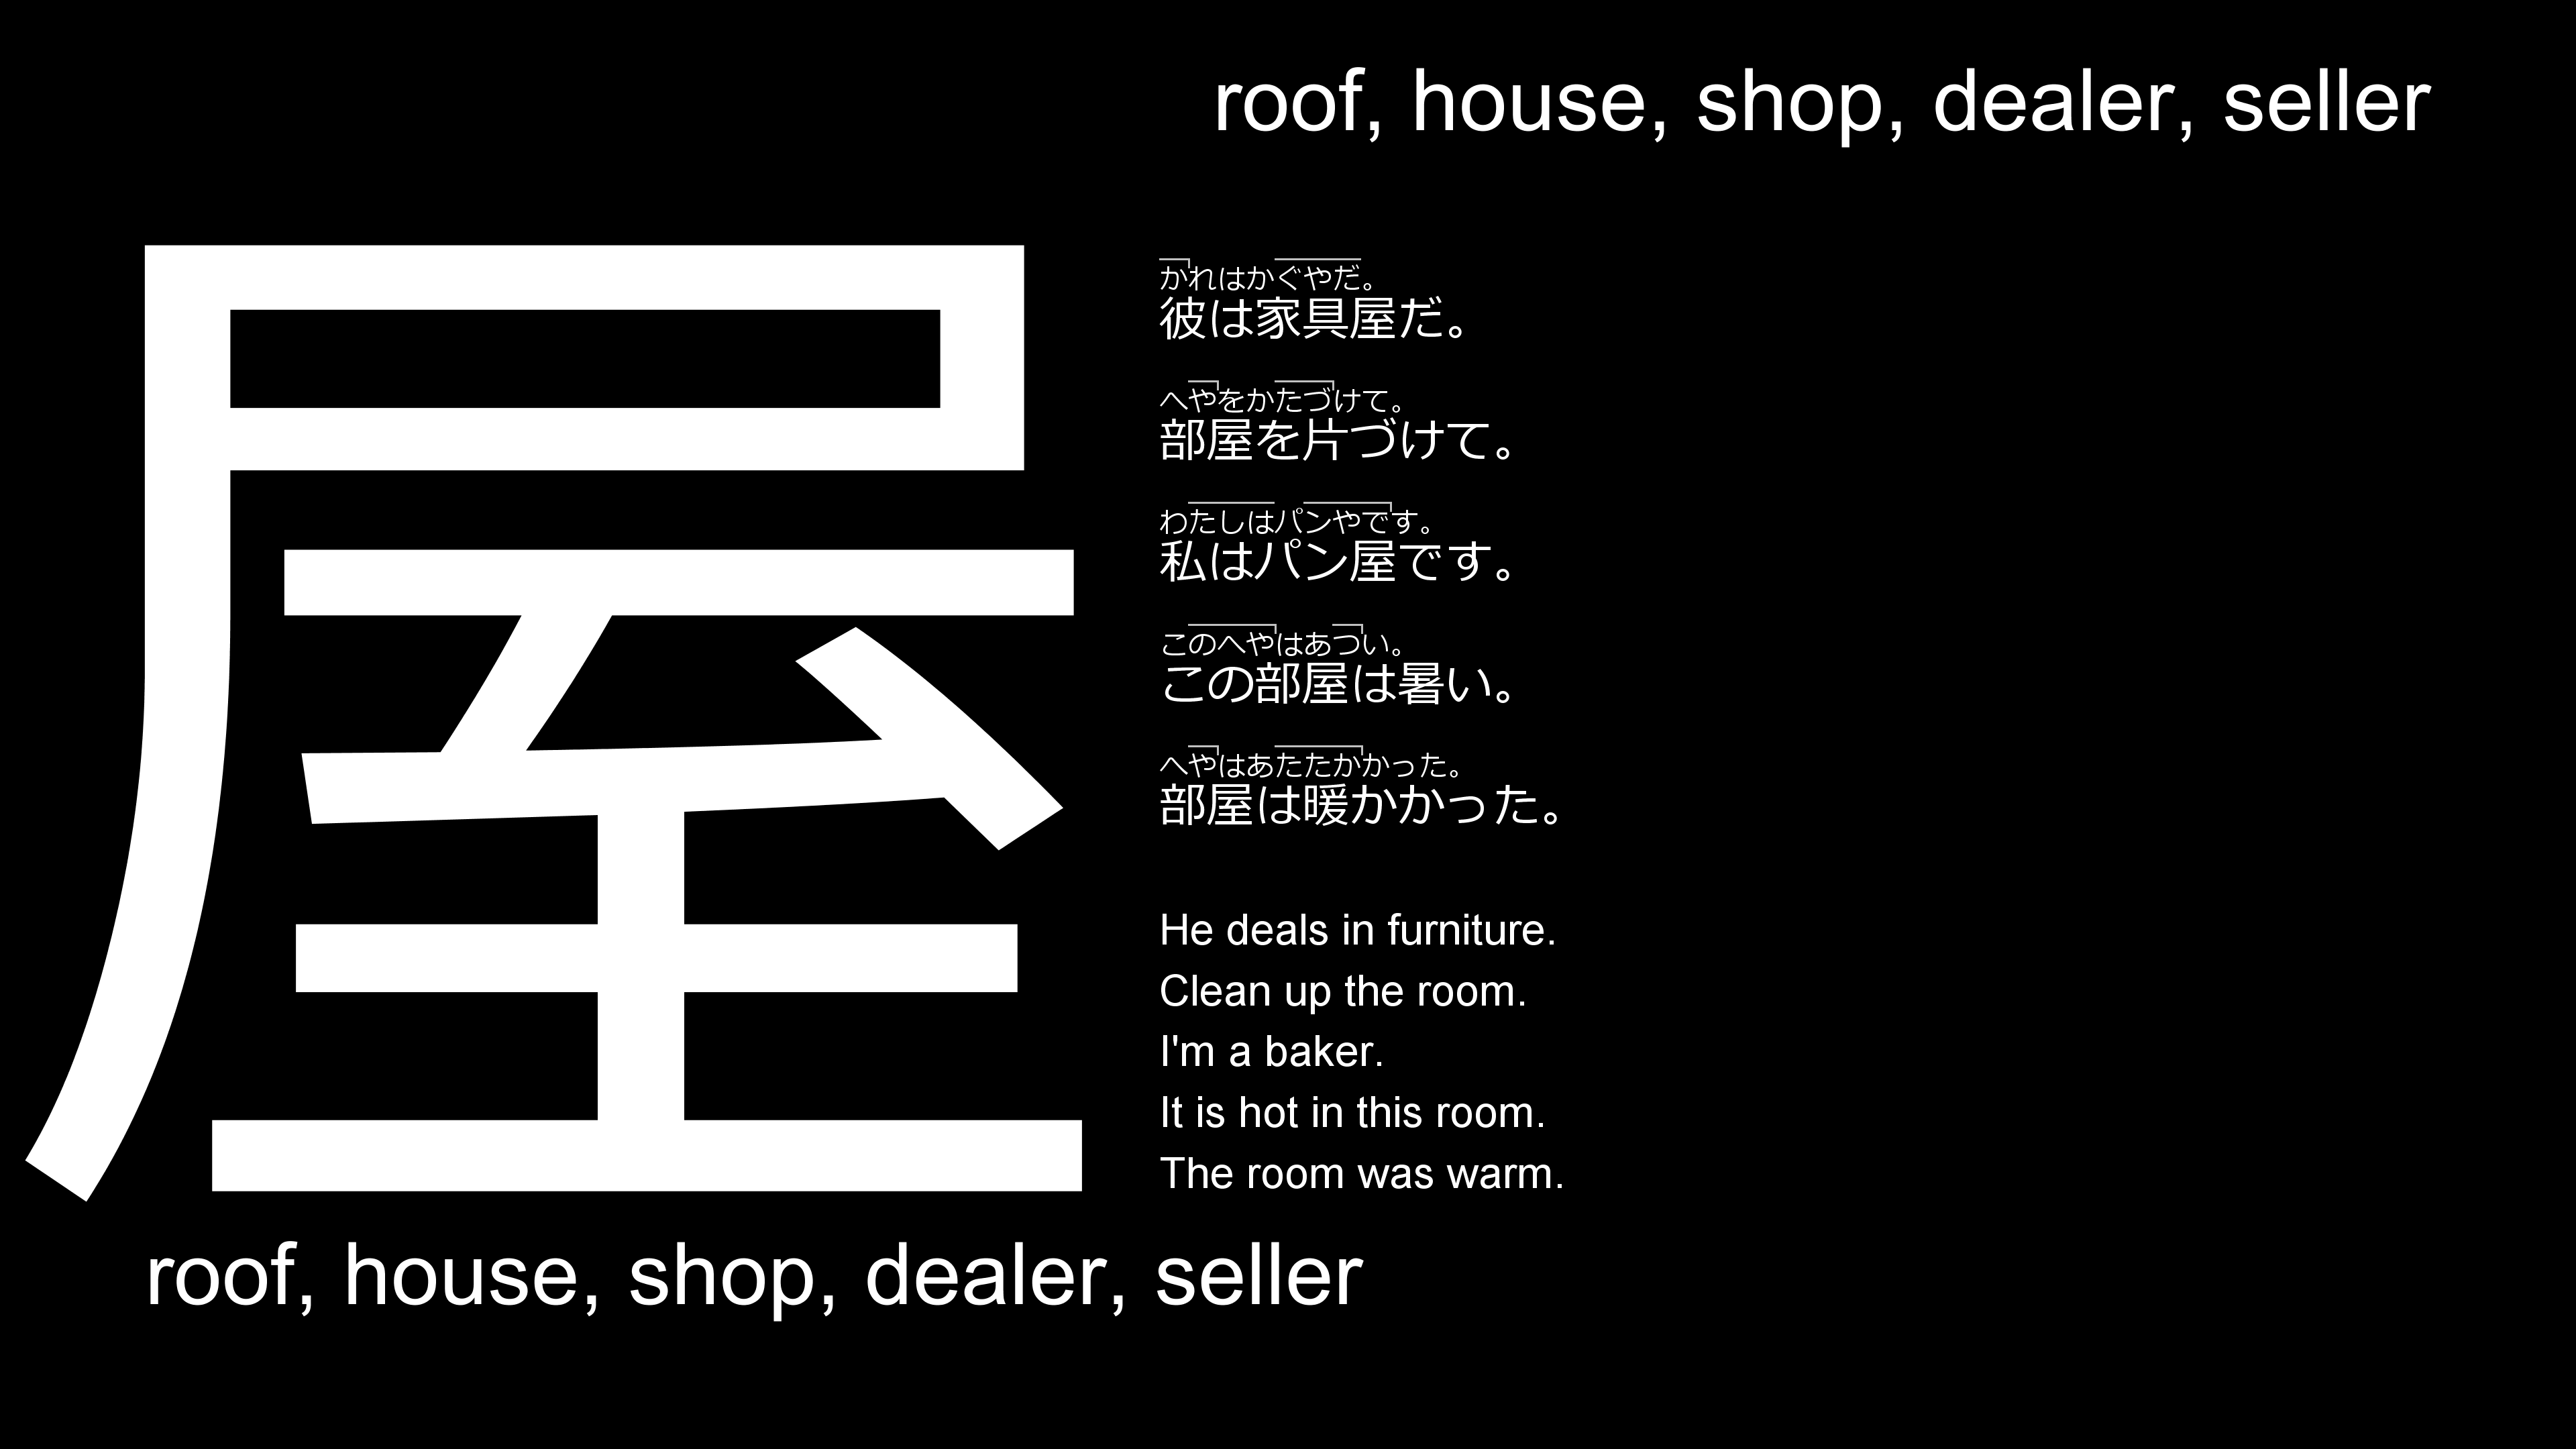 roof, house, shop, dealer, seller
屋
かれはかぐやだ。
彼は家具屋だ。
へやをかたづけて。
部屋を片づけて。
わたしはパンやです。
私はパン屋です。
このへやはあつい。
この部屋は暑い。
へやはあたたかかった。
部屋は暖かかった。
He deals in furniture.
Clean up the room.
I'm a baker.
It is hot in this room.
The room was warm.
roof, house, shop, dealer, seller